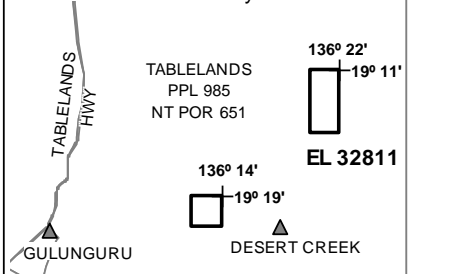 136º 22'
19º 11'
TABLELANDS
PPL 985
NT POR 651
TABLELANDS
HWY
EL 32811
136º 14'
19º 19'
GULUNGURU
DESERT CREEK